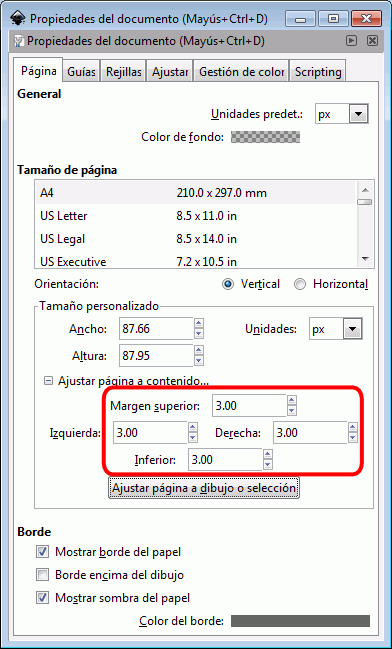 Propiedades del documento (Mayús+Ctrl+D)
Propiedades del documento (Mayús+Ctrl+D)
Página Guías Rejillas Ajustar Gestión de color Scripting
General
Unidades predet.: px
Color de fondo:
Tamaño de página
A4 210.0 x 297.0 mm
US Letter 8.5 x 11.0 in
US Legal 8.5 x 14.0 in
US Executive 7.2 x 10.5 in
Orientación: Vertical Horizontal
Tamaño personalizado
Ancho: 87.66 Unidades: px
Altura: 87.95
Ajustar página a contenido...
Margen superior: 3.00
Izquierda: 3.00 Derecha: 3.00
Inferior: 3.00
Ajustar página a dibujo o selección
Borde
Mostrar borde del papel
Borde encima del dibujo
Mostrar sombra del papel
Color del borde: